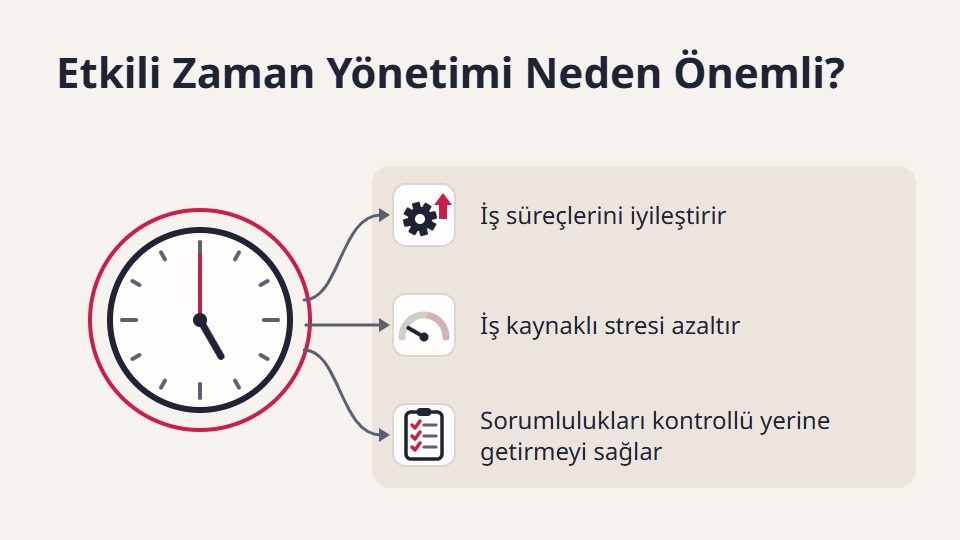 Etkili Zaman Yönetimi Neden Önemli?
İş süreçlerini iyileştirir
İş kaynaklı stresi azaltır
Sorumlulukları kontrollü yerine
getirmeyi sağlar